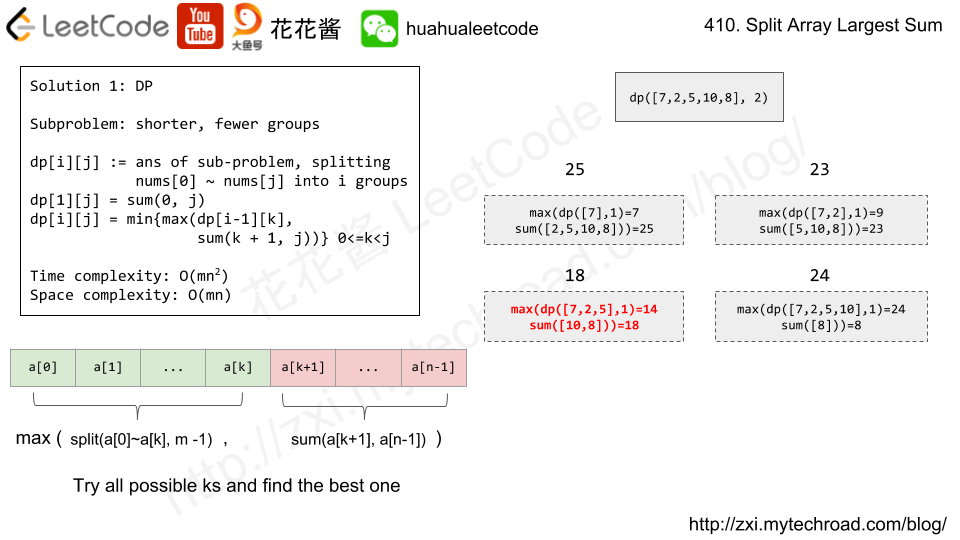 LeetCode
You
Tube
大鱼号
花花酱
huahualeetcode
410. Split Array Largest Sum
Solution 1: DP
Subproblem: shorter, fewer groups
dp[i][j] := ans of sub-problem, splitting
nums[0] ~ nums[j] into i groups
dp[1][j] = sum(0, j)
dp[i][j] = min{max(dp[i-1][k],
sum(k + 1, j))} 0<=k<j
Time complexity: O(mn²)
Space complexity: O(mn)
dp([7,2,5,10,8], 2)
25
max(dp([7],1)=7
sum([2,5,10,8]))=25
23
max(dp([7,2],1)=9
sum([5,10,8]))=23
18
max(dp([7,2,5],1)=14
sum([10,8]))=18
24
max(dp([7,2,5,10],1)=24
sum([8]))=8
a[0] a[1] ... a[k] a[k+1] ... a[n-1]
max ( split(a[0]~a[k], m -1) , sum(a[k+1], a[n-1]) )
Try all possible ks and find the best one
花花酱 LeetCode
http://zxi.mytechroad.com/blog/
http://zxi.mytechroad.com/blog/